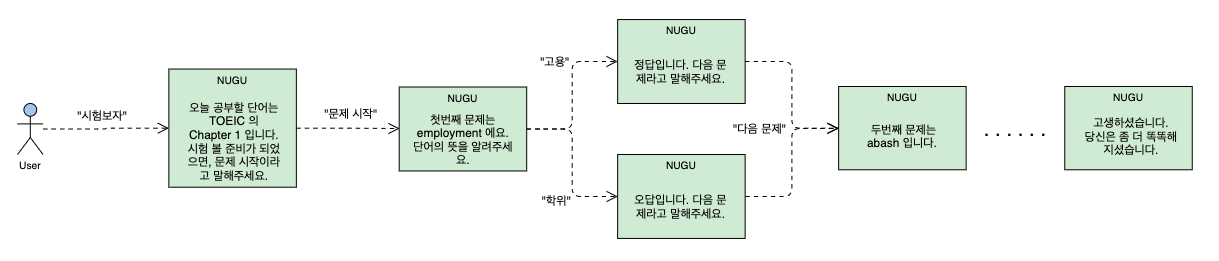 User
"시험보자"
NUGU
오늘 공부할 단어는
TOEIC 의
Chapter 1 입니다.
시험 볼 준비가 되었
으면, 문제 시작이라
고 말해주세요.
"문제 시작"
NUGU
첫번째 문제는
employment 에요.
단어의 뜻을 알려주세
요.
"고용"
NUGU
정답입니다. 다음 문
제라고 말해주세요.
"학위"
NUGU
오답입니다. 다음 문
제라고 말해주세요.
"다음 문제"
NUGU
두번째 문제는
abash 입니다.
......
NUGU
고생하셨습니다.
당신은 좀 더 똑똑해
지셨습니다.